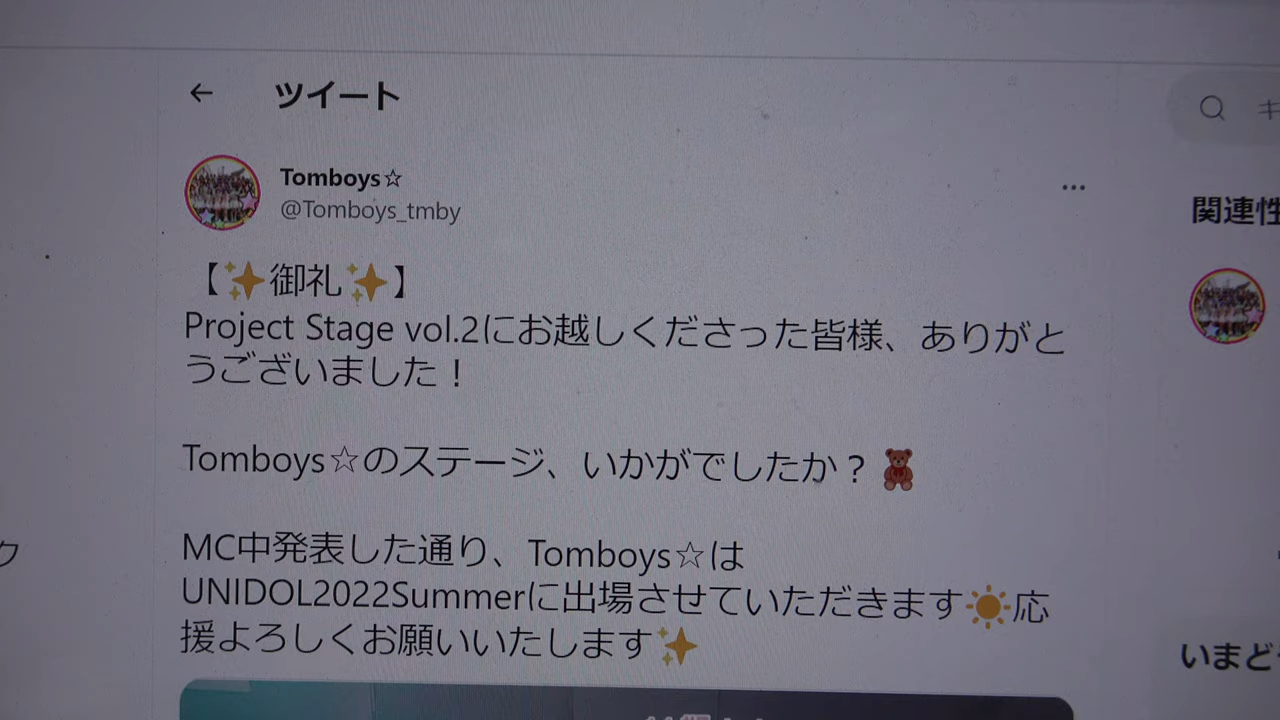 ツイート
Tomboys☆
@Tomboys_tmby
【✨御礼✨】
Project Stage vol.2にお越しくださった皆様、ありがと
うございました！
Tomboys☆のステージ、いかがでしたか？🧸
MC中発表した通り、Tomboys☆は
UNIDOL2022Summerに出場させていただきます☀️応
援よろしくお願いいたします✨
キ
関連性
いまど
ク